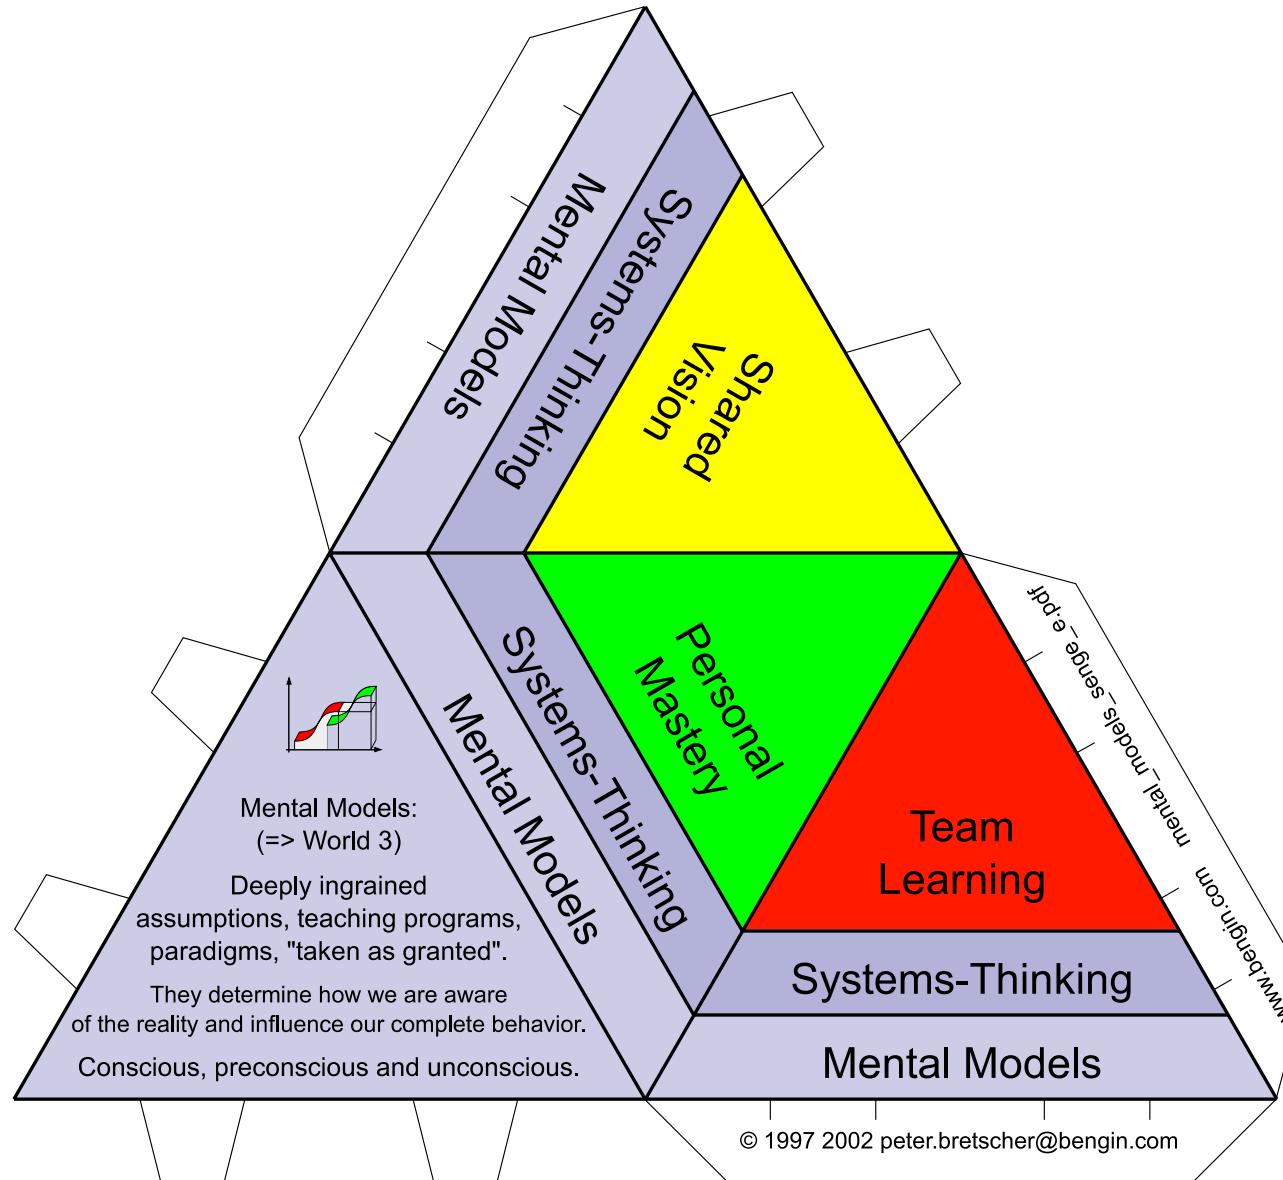 Mental Models
Systems-Thinking
Shared
Vision
Personal
Mastery
Systems-Thinking
Mental Models
Team
Learning
Systems-Thinking
Mental Models
Mental Models:
(=> World 3)
Deeply ingrained
assumptions, teaching programs,
paradigms, "taken as granted".
They determine how we are aware
of the reality and influence our complete behavior.
Conscious, preconscious and unconscious.
www.bengin.com mental_models_senge_e.pdf
© 1997 2002 peter.bretscher@bengin.com